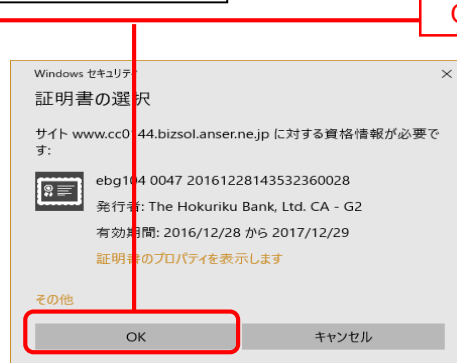 Windows セキュリティ
証明書の選択
サイト www.cc0144.bizsol.anser.ne.jp に対する資格情報が必要で
す:
ebg104 0047 20161228143532360028
発行者: The Hokuriku Bank, Ltd. CA - G2
有効期間: 2016/12/28 から 2017/12/29
証明書のプロパティを表示します
その他
OK
キャンセル